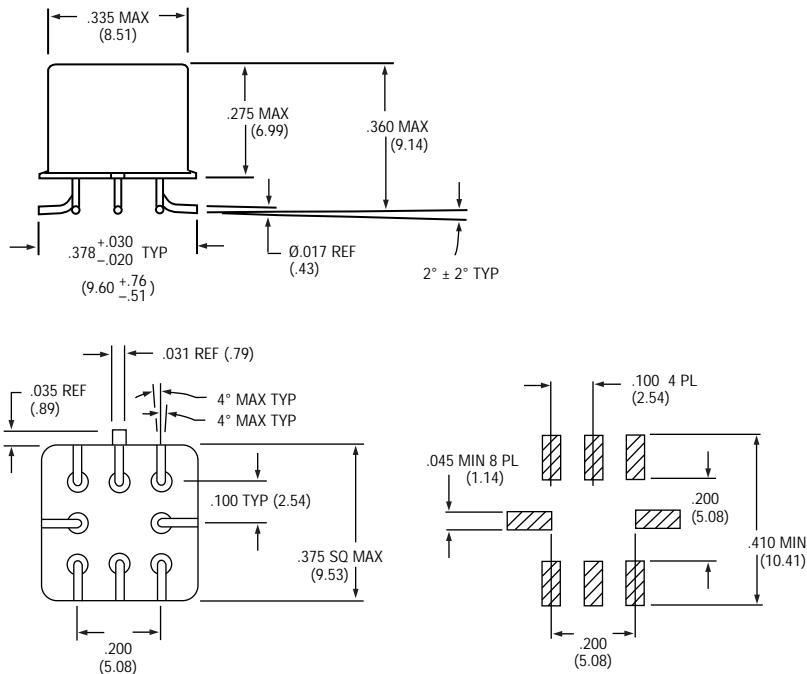 .335 MAX
(8.51)
.275 MAX
(6.99)
.360 MAX
(9.14)
.378 +.030 –.020 TYP
(9.60 +.76 –.51)
Ø.017 REF
(.43)
2° ± 2° TYP
.031 REF (.79)
.035 REF
(.89)
4° MAX TYP
4° MAX TYP
.100 TYP (2.54)
.375 SQ MAX
(9.53)
.200
(5.08)
.100 4 PL
(2.54)
.045 MIN 8 PL
(1.14)
.200
(5.08)
.410 MIN
(10.41)
.200
(5.08)